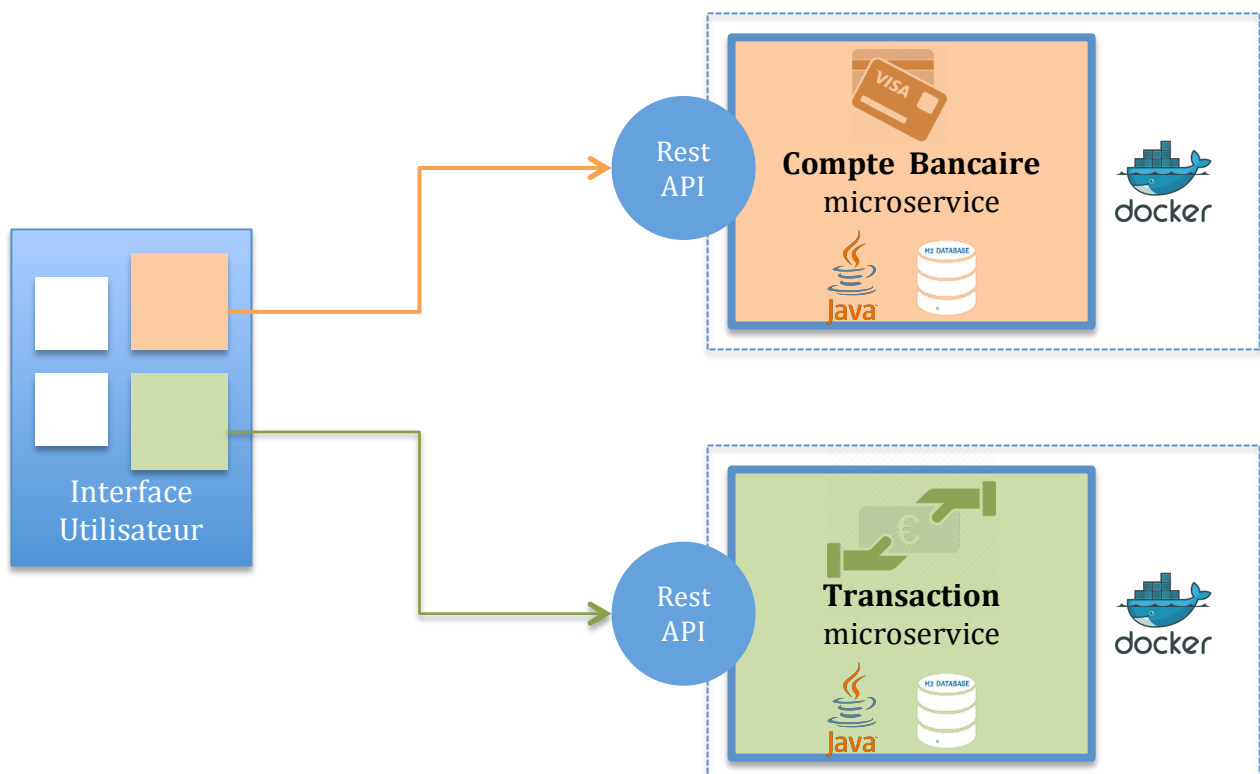 VISA
Rest
API
Compte Bancaire
microservice
H2 DATABASE
Java
docker
Interface
Utilisateur
€
Rest
API
Transaction
microservice
H2 DATABASE
Java
docker